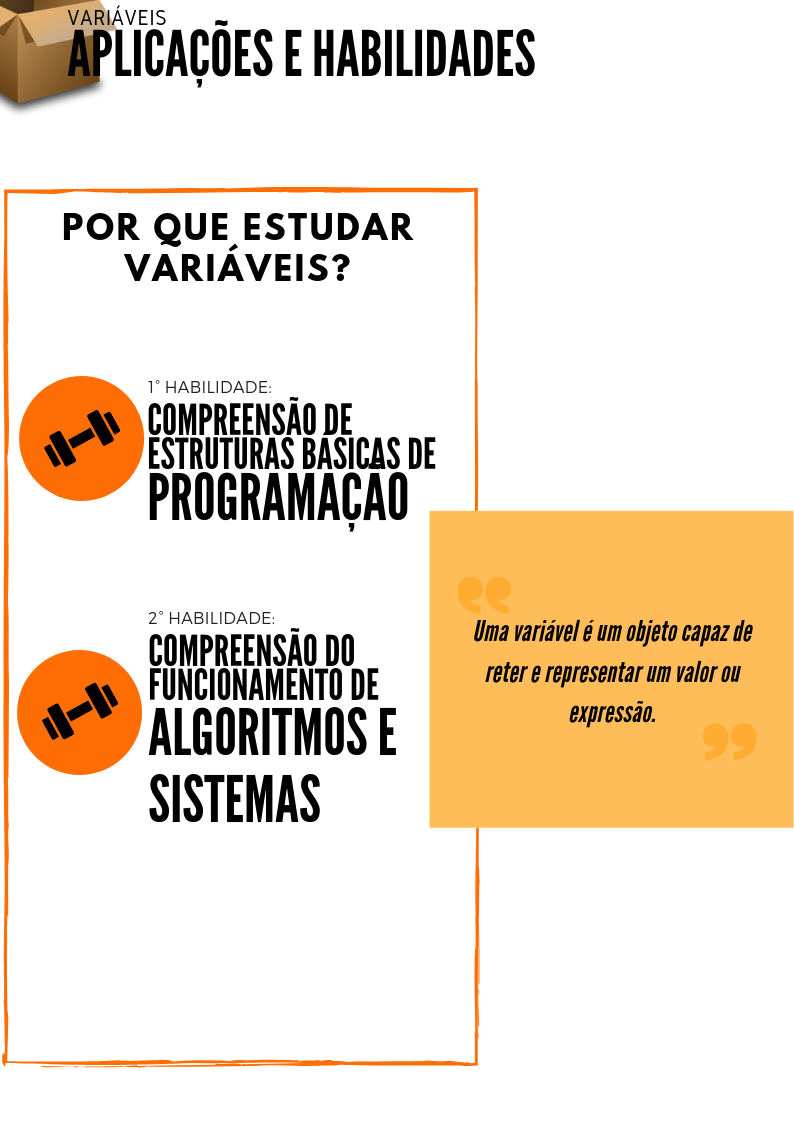 VARIÁVEIS
APLICAÇÕES E HABILIDADES
POR QUE ESTUDAR
VARIÁVEIS?
1° HABILIDADE:
COMPREENSÃO DE
ESTRUTURAS BÁSICAS DE
PROGRAMAÇÃO
2° HABILIDADE:
COMPREENSÃO DO
FUNCIONAMENTO DE
ALGORITMOS E
SISTEMAS
Uma variável é um objeto capaz de
reter e representar um valor ou
expressão.